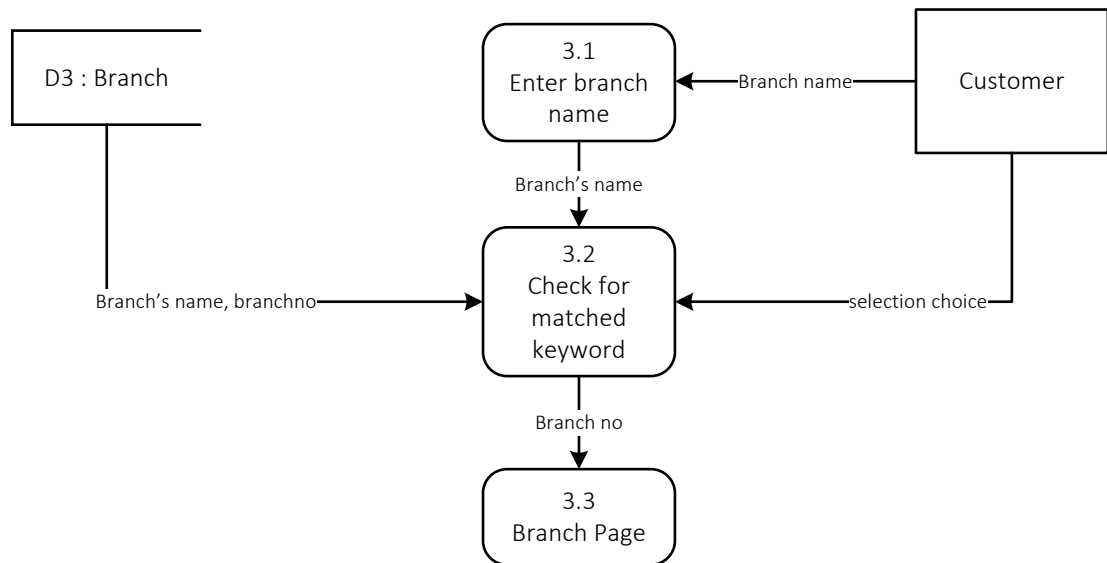 D3 : Branch
3.1
Enter branch
name
Branch name
Customer
Branch’s name
3.2
Check for
matched
keyword
Branch’s name, branchno
selection choice
Branch no
3.3
Branch Page